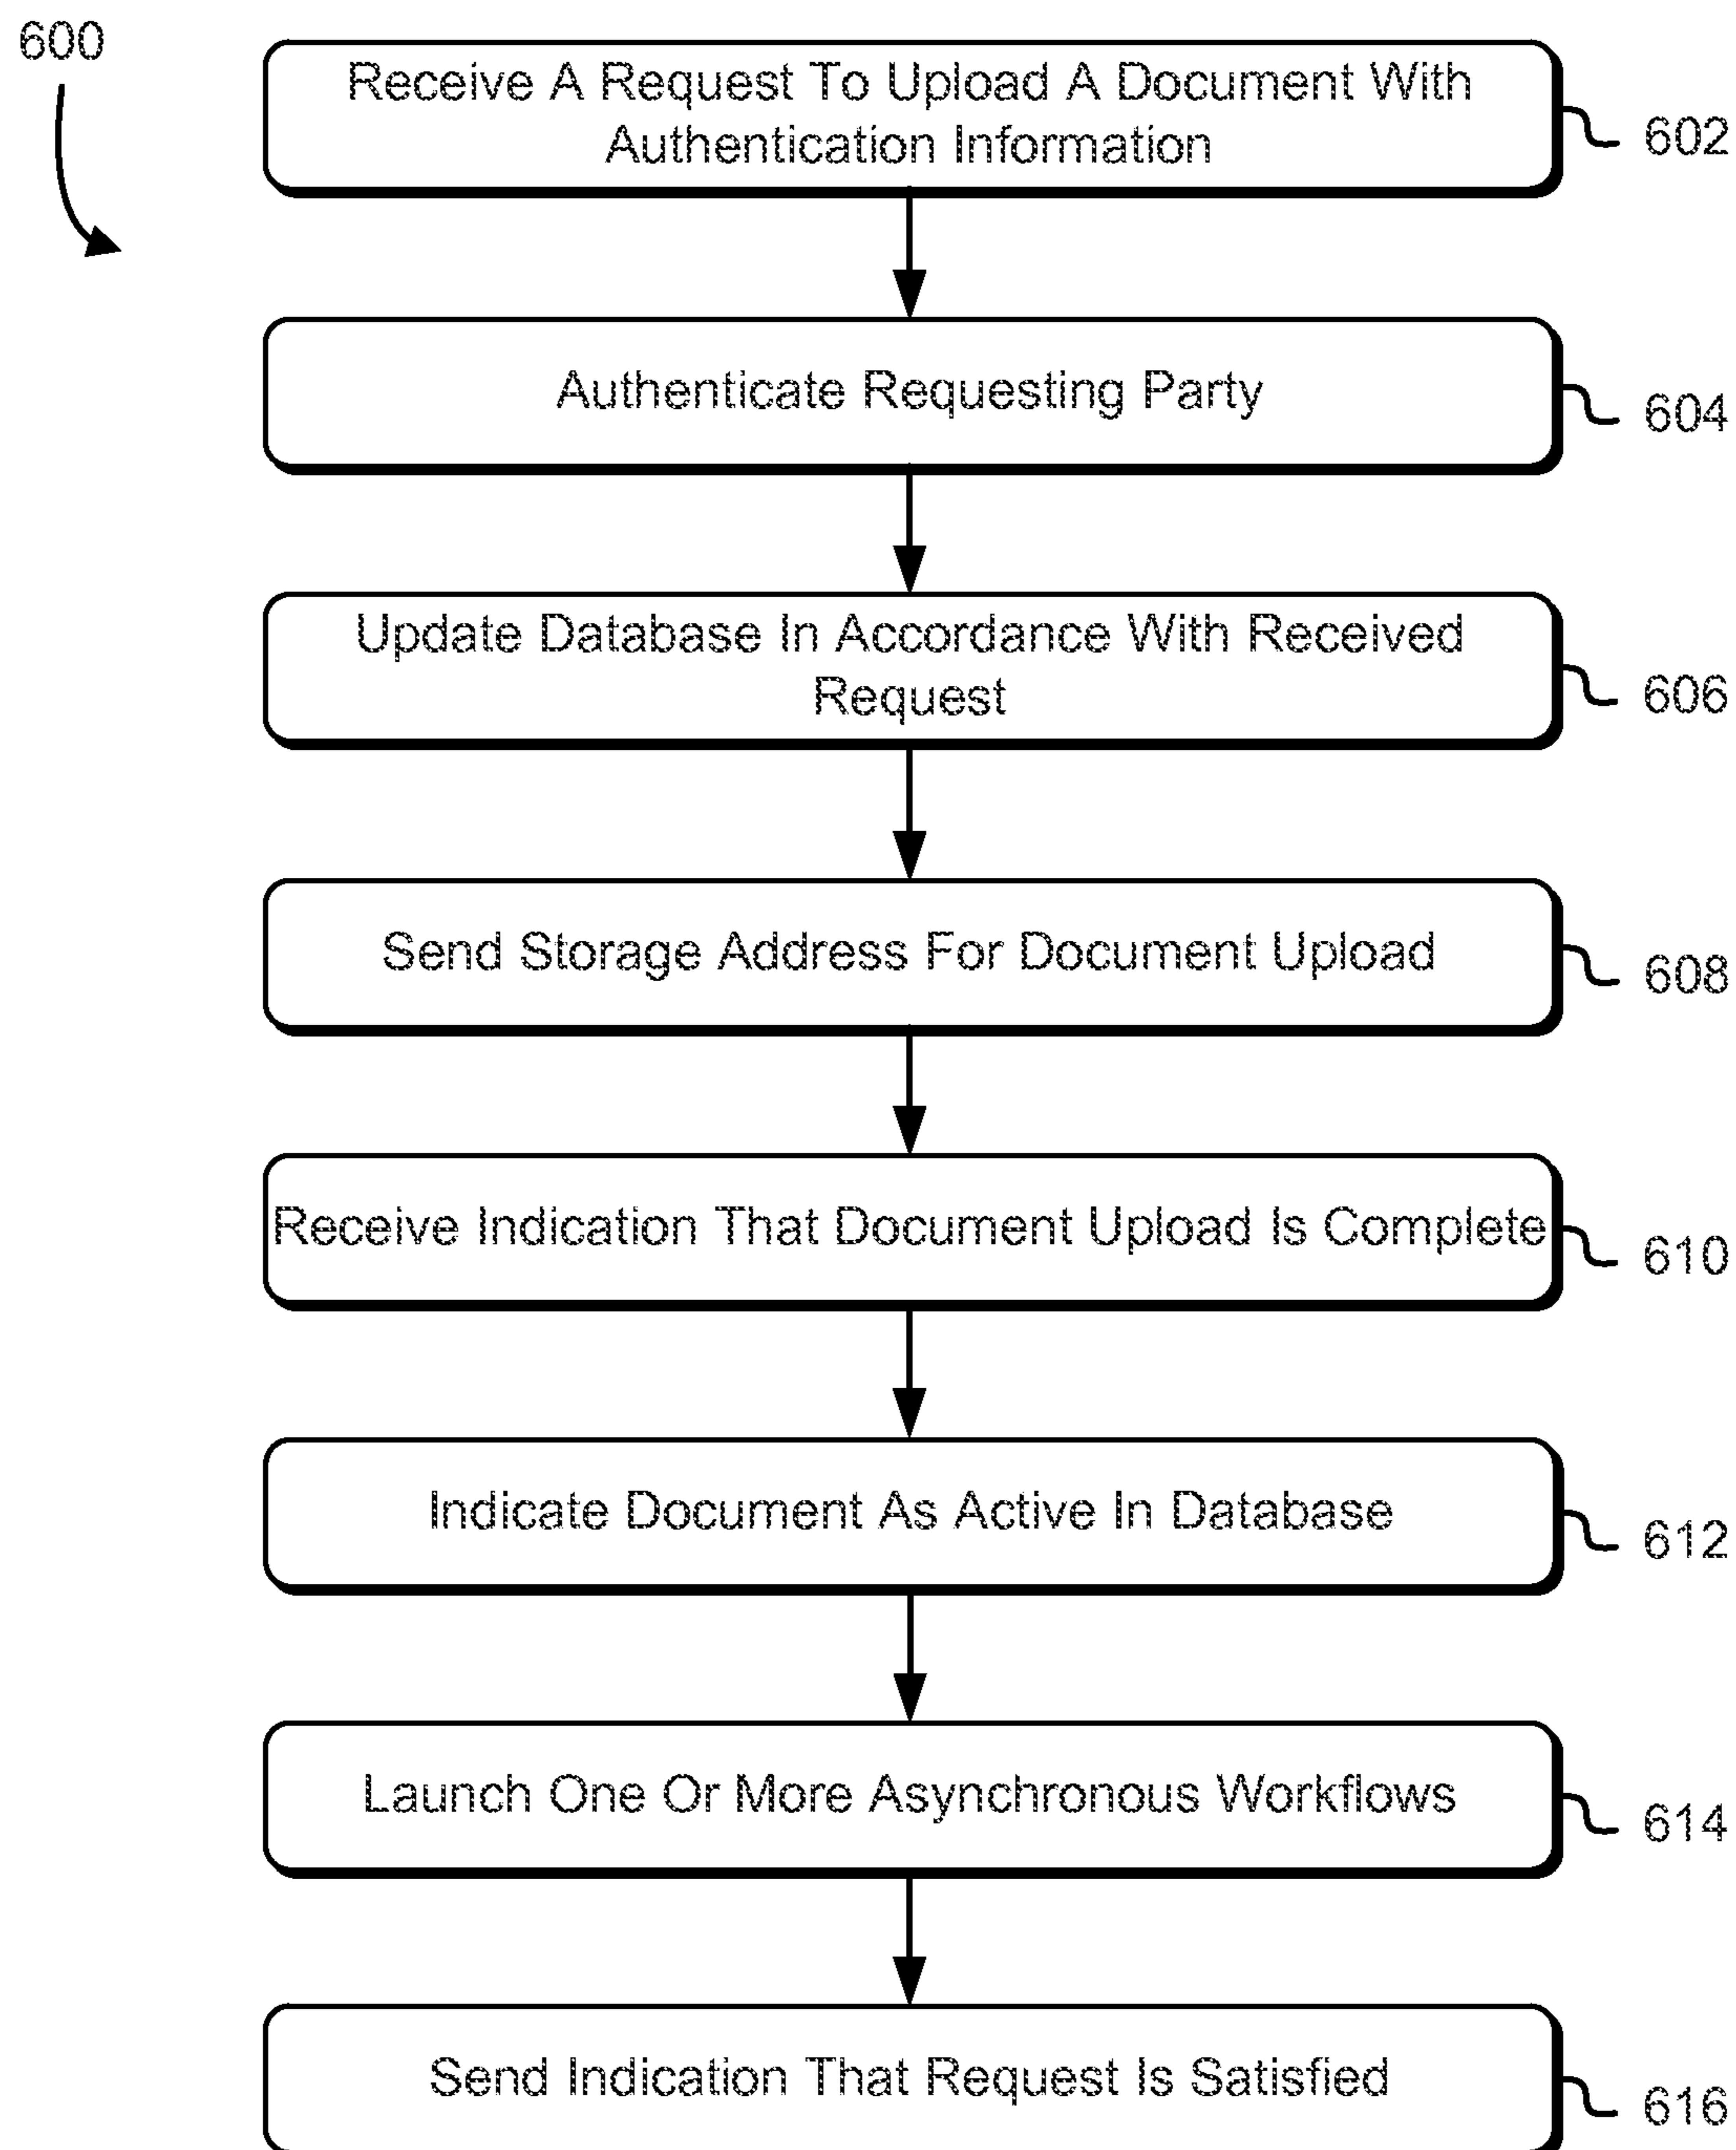 600
Receive A Request To Upload A Document With
Authentication Information
602
Authenticate Requesting Party
604
Update Database In Accordance With Received
Request
606
Send Storage Address For Document Upload
608
Receive Indication That Document Upload Is Complete
610
Indicate Document As Active In Database
612
Launch One Or More Asynchronous Workflows
614
Send Indication That Request Is Satisfied
616